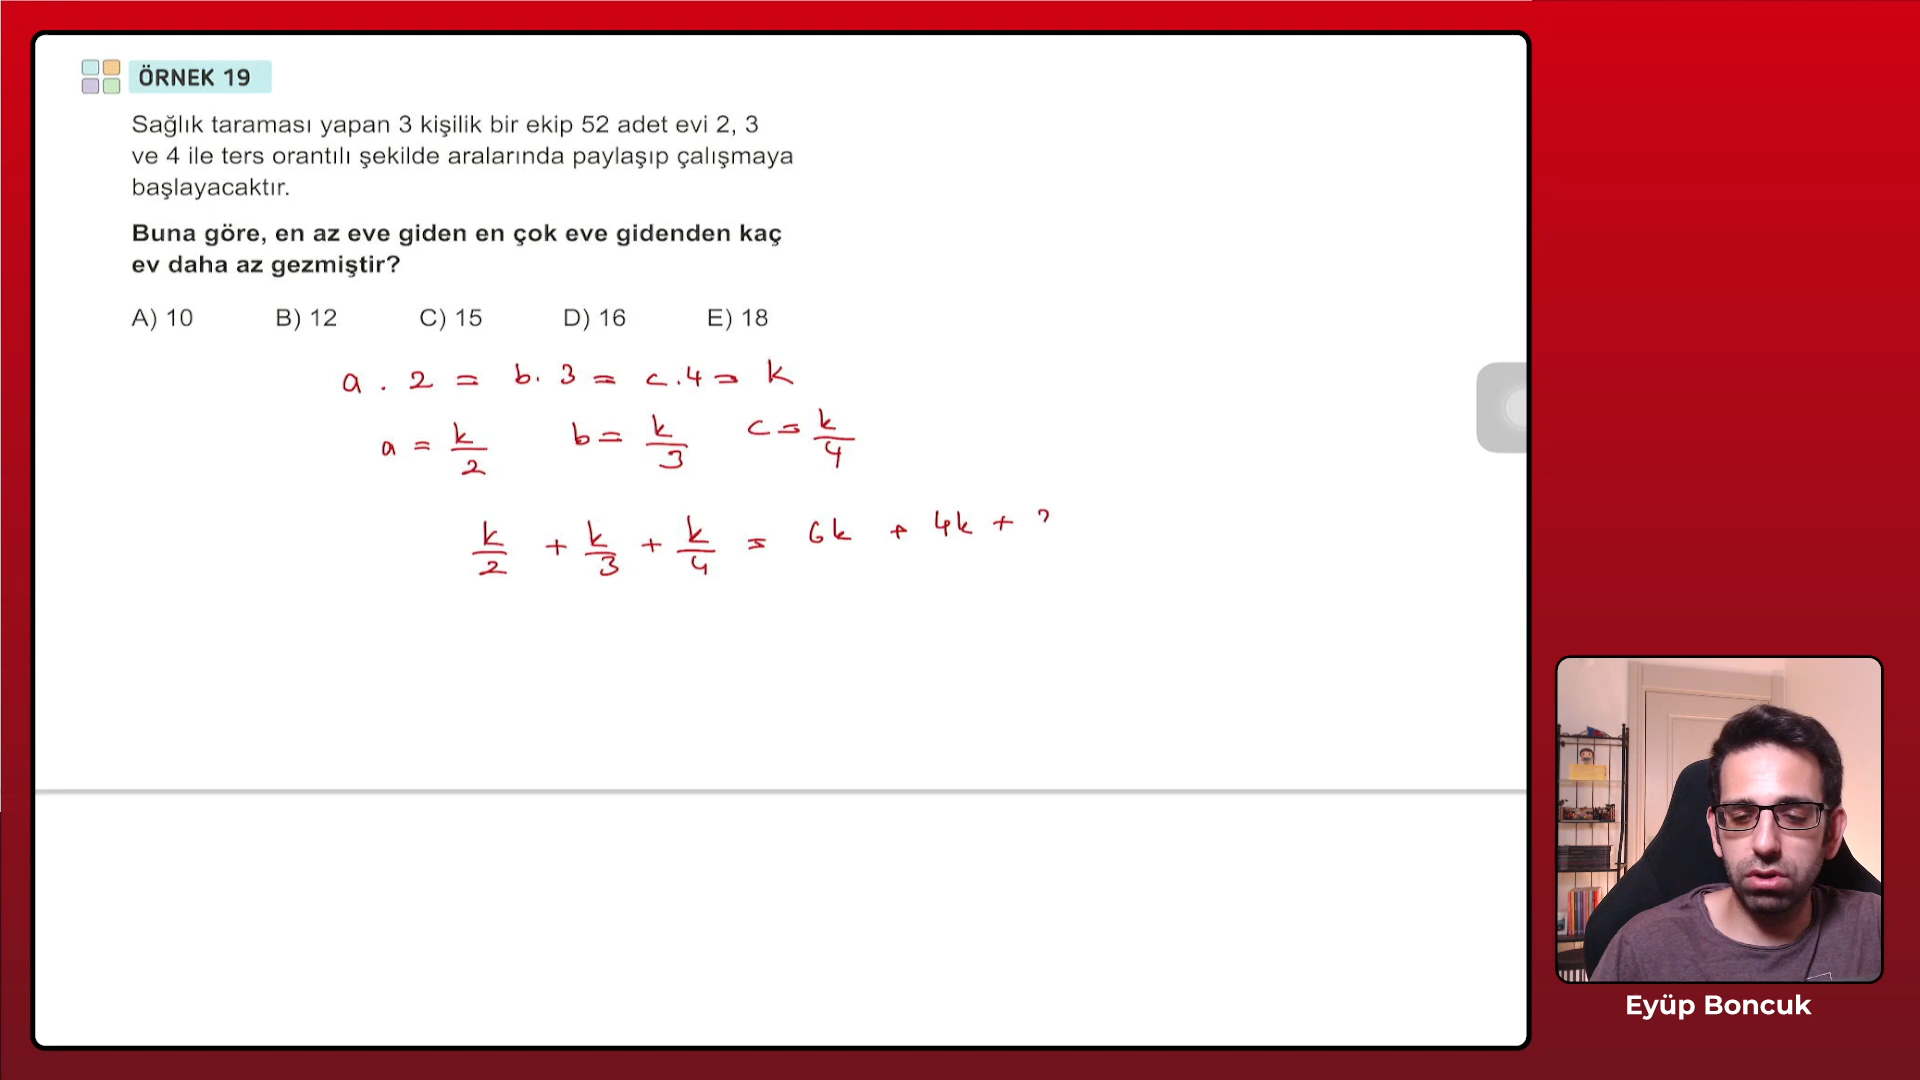 ÖRNEK 19
Sağlık taraması yapan 3 kişilik bir ekip 52 adet evi 2, 3
ve 4 ile ters orantılı şekilde aralarında paylaşıp çalışmaya
başlayacaktır.
Buna göre, en az eve giden en çok eve gidenden kaç
ev daha az gezmiştir?
A) 10 B) 12 C) 15 D) 16 E) 18
a . 2 = b. 3 = c . 4 = k
a = k/2 b = k/3 c = k/4
k/2 + k/3 + k/4 = 6k + 4k +
Eyüp Boncuk